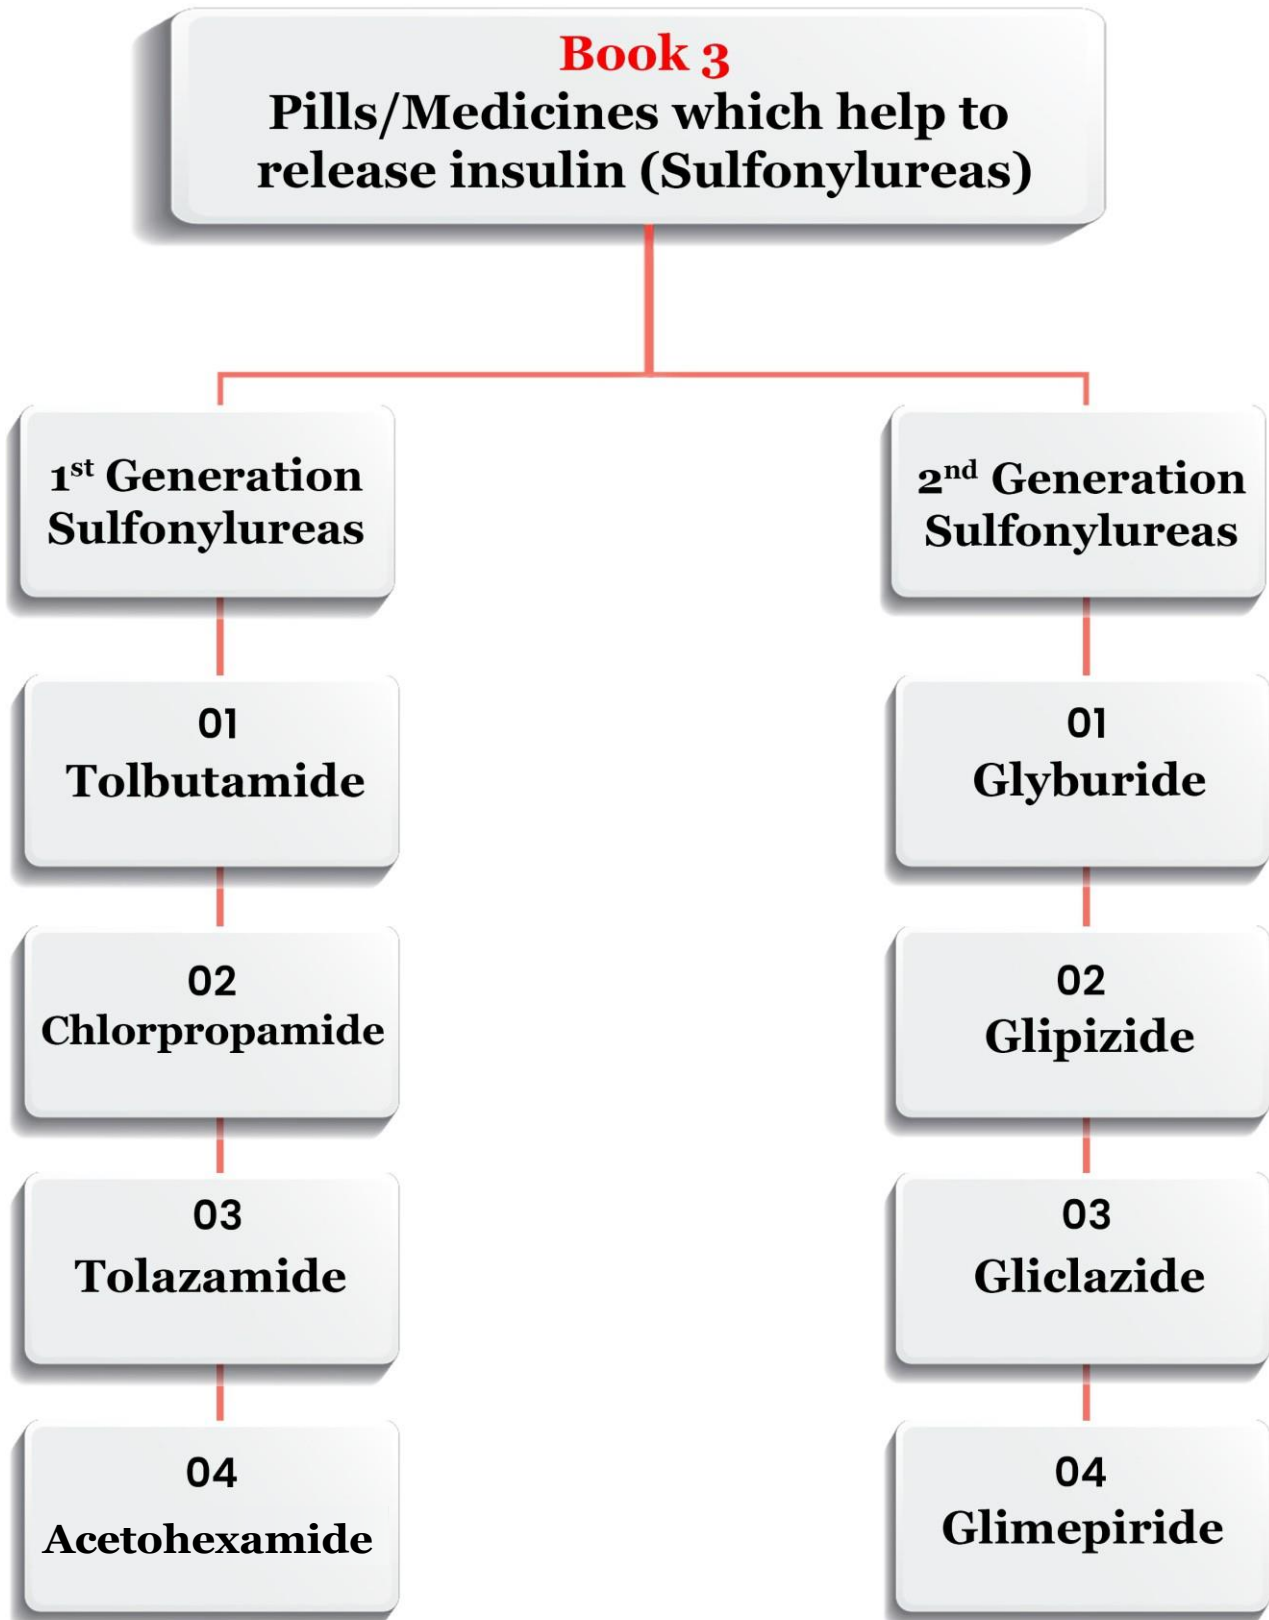 Book 3
Pills/Medicines which help to
release insulin (Sulfonylureas)
1st Generation
Sulfonylureas
01
Tolbutamide
02
Chlorpropamide
03
Tolazamide
04
Acetohexamide
2nd Generation
Sulfonylureas
01
Glyburide
02
Glipizide
03
Gliclazide
04
Glimepiride